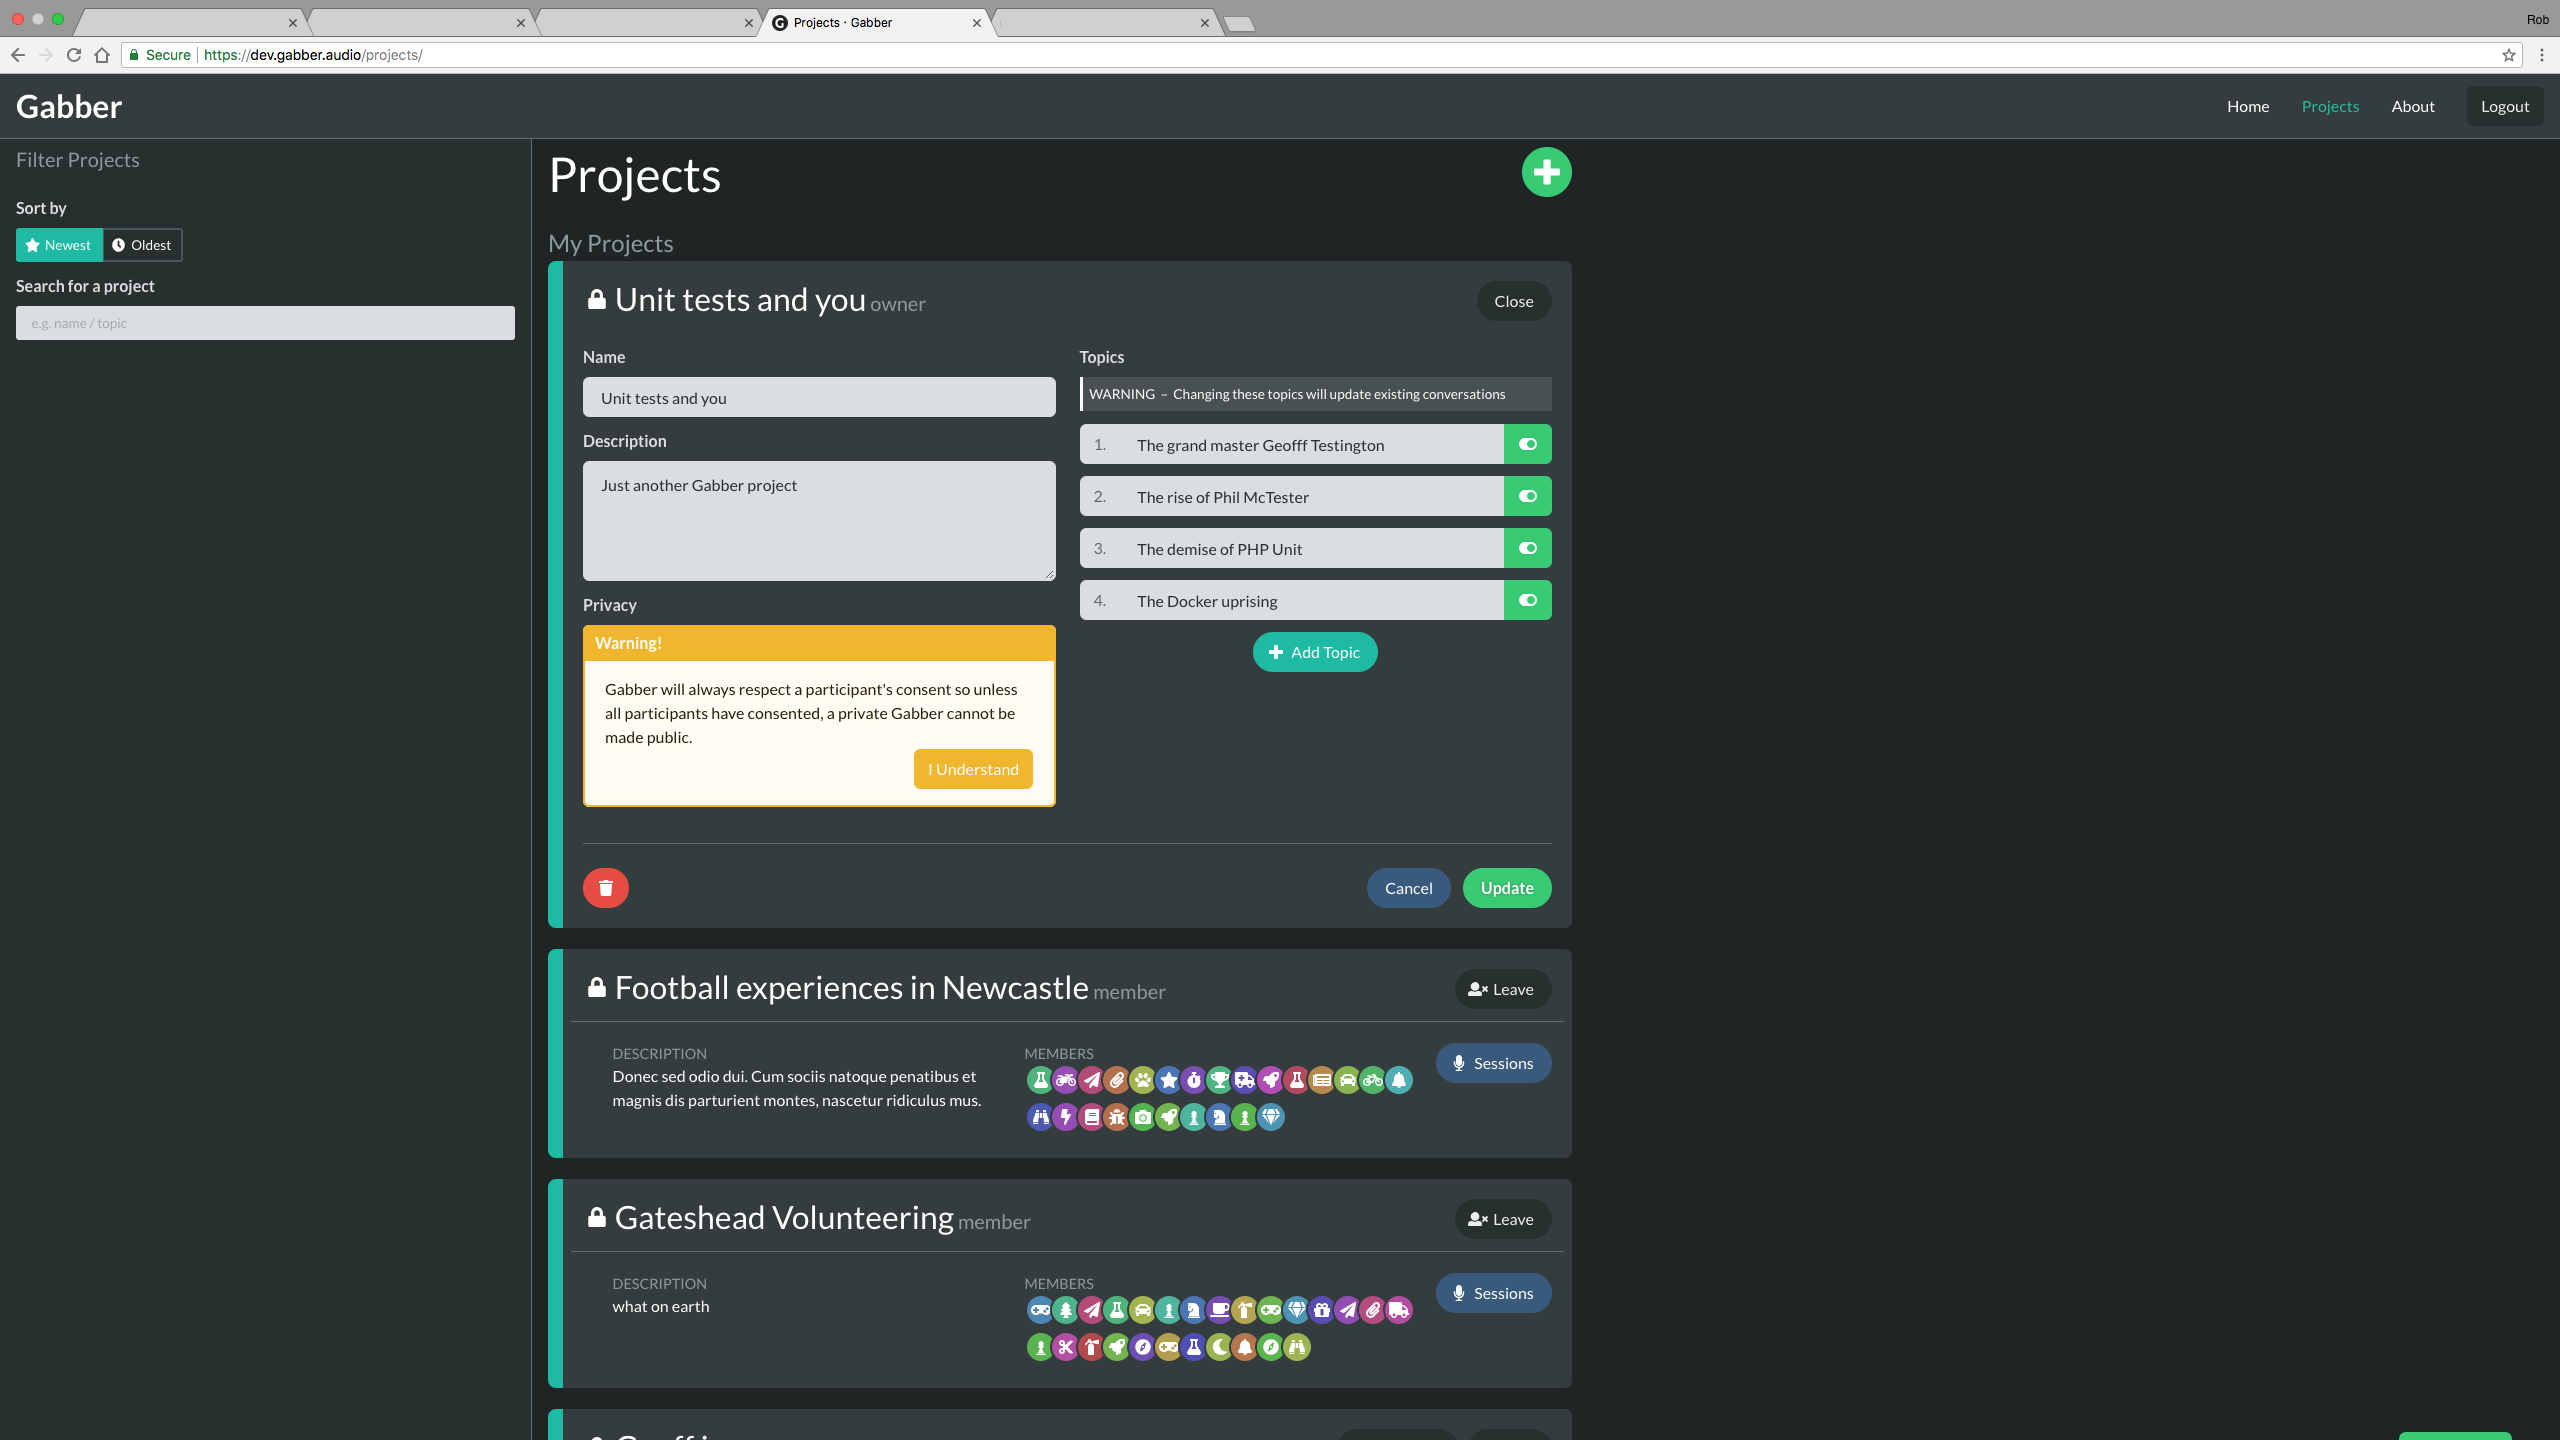 Projects · Gabber
Rob
Secure
https://dev.gabber.audio/projects/
Gabber
Home
Projects
About
Logout
Filter Projects
Sort by
Newest
Oldest
Search for a project
e.g. name / topic
Projects
My Projects
Unit tests and you owner
Close
Name
Unit tests and you
Description
Just another Gabber project
Privacy
Warning!
Gabber will always respect a participant's consent so unless
all participants have consented, a private Gabber cannot be
made public.
I Understand
Topics
WARNING – Changing these topics will update existing conversations
1. The grand master Geofff Testington
2. The rise of Phil McTester
3. The demise of PHP Unit
4. The Docker uprising
Add Topic
Cancel
Update
Football experiences in Newcastle member
Leave
DESCRIPTION
Donec sed odio dui. Cum sociis natoque penatibus et
magnis dis parturient montes, nascetur ridiculus mus.
MEMBERS
Sessions
Gateshead Volunteering member
Leave
DESCRIPTION
what on earth
MEMBERS
Sessions